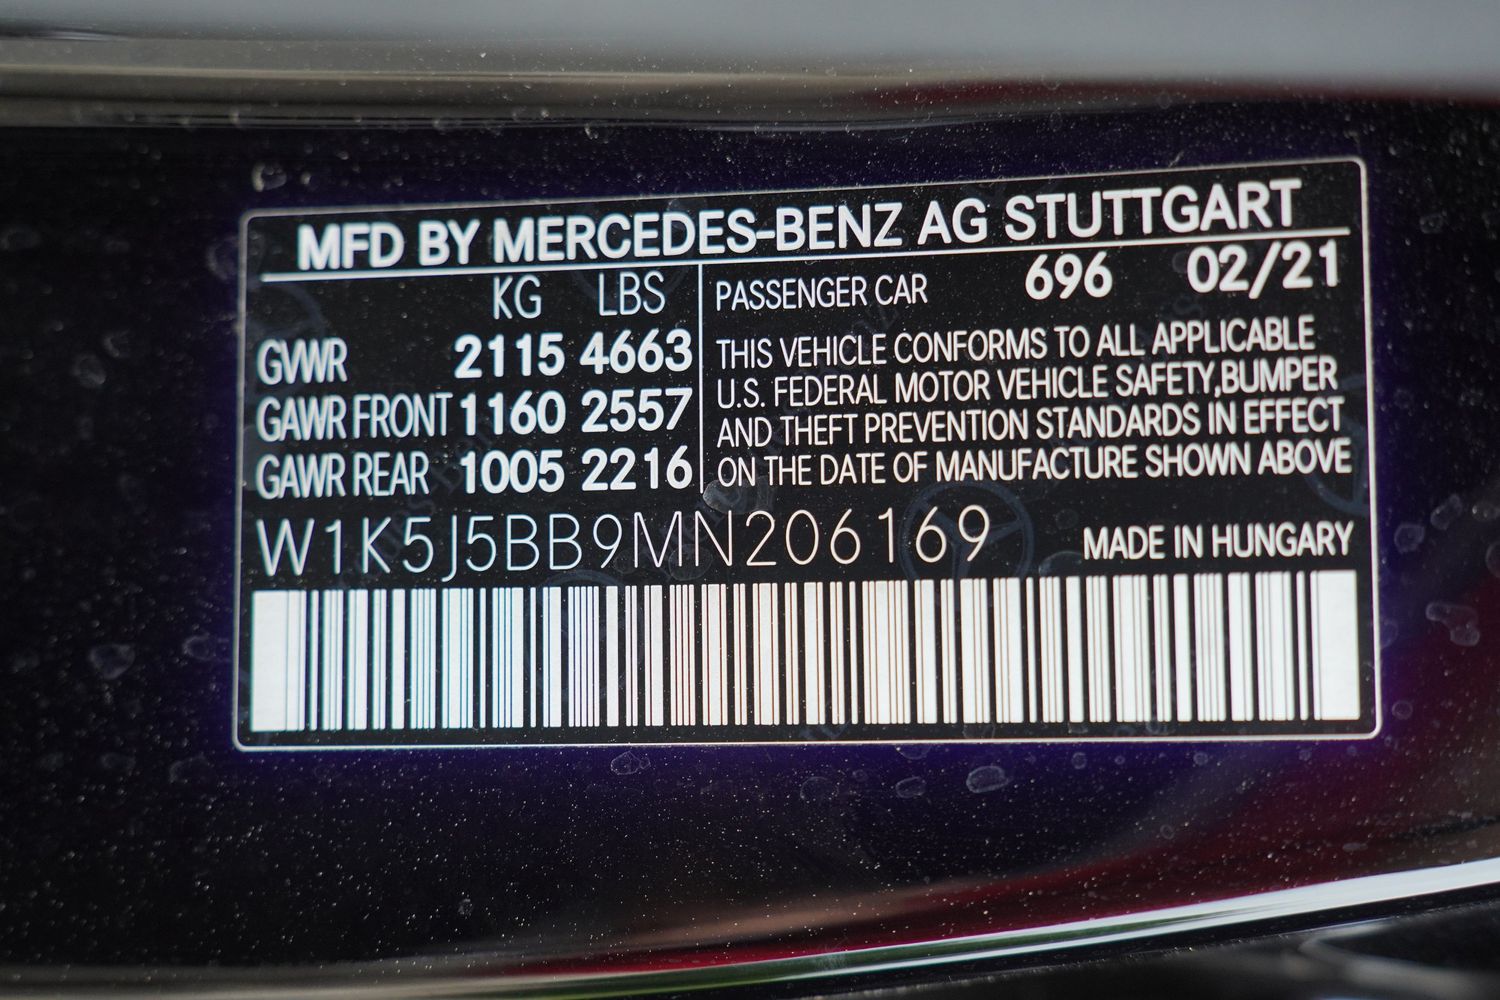 MFD BY MERCEDES-BENZ AG STUTTGART
KG LBS
GVWR 2115 4663
GAWR FRONT 1160 2557
GAWR REAR 1005 2216
PASSENGER CAR 696 02/21
THIS VEHICLE CONFORMS TO ALL APPLICABLE
U.S. FEDERAL MOTOR VEHICLE SAFETY,BUMPER
AND THEFT PREVENTION STANDARDS IN EFFECT
ON THE DATE OF MANUFACTURE SHOWN ABOVE
W1K5J5BB9MN206169 MADE IN HUNGARY